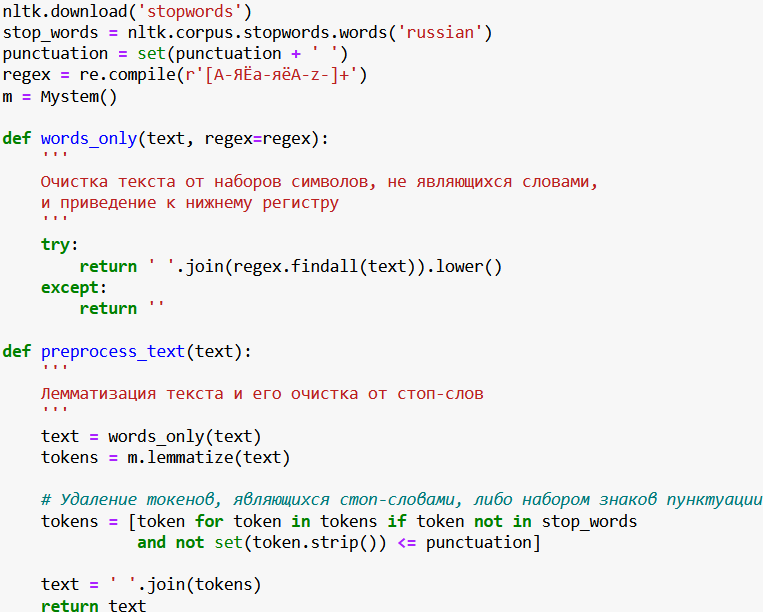 nltk.download('stopwords')
stop_words = nltk.corpus.stopwords.words('russian')
punctuation = set(punctuation + ' ')
regex = re.compile(r'[А-ЯЁа-яёA-z-]+')
m = Mystem()

def words_only(text, regex=regex):
    '''
    Очистка текста от наборов символов, не являющихся словами,
    и приведение к нижнему регистру
    '''
    try:
        return ' '.join(regex.findall(text)).lower()
    except:
        return ''

def preprocess_text(text):
    '''
    Лемматизация текста и его очистка от стоп-слов
    '''
    text = words_only(text)
    tokens = m.lemmatize(text)

    # Удаление токенов, являющихся стоп-словами, либо набором знаков пунктуации
    tokens = [token for token in tokens if token not in stop_words
             and not set(token.strip()) <= punctuation]

    text = ' '.join(tokens)
    return text